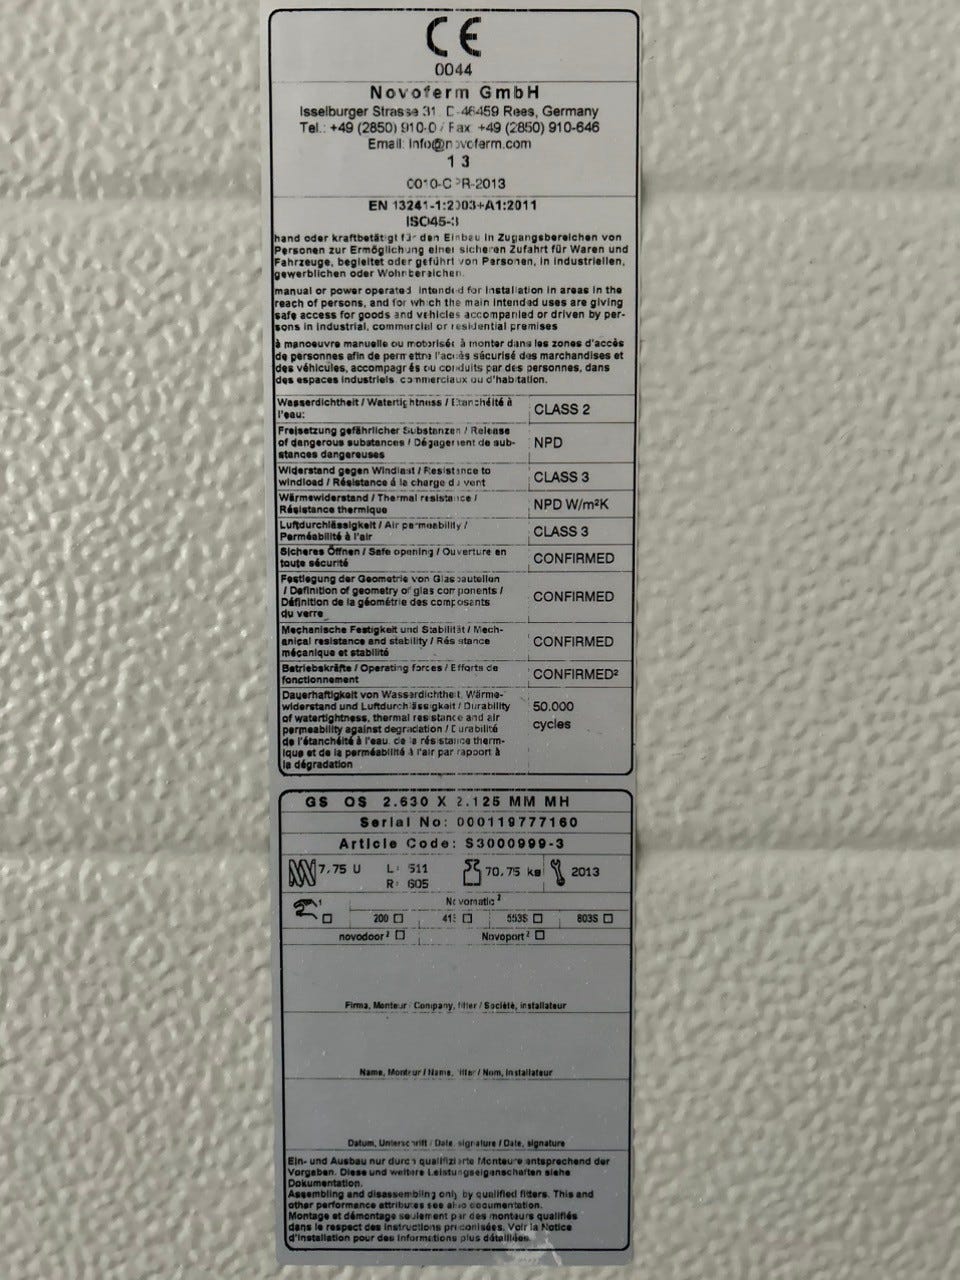 CE
0044
Novoferm GmbH
Isselburger Strasse 31 D-46459 Rees, Germany
Tel.: +49 (2850) 910-0 / Fax: +49 (2850) 910-646
Email: info@novoferm.com
13
0010-CPR-2013
EN 13241-1:2003+A1:2011
ISO45-3
hand oder kraftbetätigt für den Einbau in Zugangsbereichen von
Personen zur Ermöglichung einer sicheren Zufahrt für Waren und
Fahrzeuge, begleitet oder geführt von Personen, in industriellen,
gewerblichen oder Wohnbereichen.
manual or power operated intended for installation in areas in the
reach of persons, and for which the main intended uses are giving
safe access for goods and vehicles accompanied or driven by per-
sons in industrial, commercial or residential premises
à manoeuvre manuelle ou motorisée à monter dans les zones d'accès
de personnes afin de permettre l'accès sécurisé des marchandises et
des véhicules, accompagnés ou conduits par des personnes, dans
des espaces industriels, commerciaux ou d'habitation.
Wasserdichtheit / Watertightness / Etanchéité à
l'eau:
CLASS 2
Freisetzung gefährlicher Substanzen / Release
of dangerous substances / Dégagement de sub-
stances dangereuses
NPD
Widerstand gegen Windlast / Resistance to
windload / Résistance à la charge du vent
CLASS 3
Wärmewiderstand / Thermal resistance /
Résistance thermique
NPD W/m²K
Luftdurchlässigkeit / Air permeability /
Perméabilité à l'air
CLASS 3
Sicheres Öffnen / Safe opening / Ouverture en
toute sécurité
CONFIRMED
Festlegung der Geometrie von Glasbauteilen
/ Definition of geometry of glas components /
Définition de la géométrie des composants
du verre
CONFIRMED
Mechanische Festigkeit und Stabilität / Mech-
anical resistance and stability / Résistance
mécanique et stabilité
CONFIRMED
Betriebskräfte / Operating forces / Efforts de
fonctionnement
CONFIRMED²
Dauerhaftigkeit von Wasserdichtheit, Wärme-
widerstand und Luftdurchlässigkeit / Durability
of watertightness, thermal resistance and air
permeability against degradation / Durabilité
de l'étanchéité à l'eau, de la résistance therm-
ique et de la perméabilité à l'air par rapport à
la dégradation
50.000
cycles
GS OS 2.630 X 2.125 MM MH
Serial No: 000119777160
Article Code: S3000999-3
7,75 U L: 511 70,75 kg 2013
R: 605
1
Novomatic ²
200 413 553S 803S
novodoor ² Novoport ²
Firma, Monteur / Company, fitter / Société, installateur
Name, Monteur / Name, fitter / Nom, installateur
Datum, Unterschrift / Date, signature / Date, signature
Ein- und Ausbau nur durch qualifizierte Monteure entsprechend der
Vorgaben. Diese und weitere Leistungseigenschaften siehe
Dokumentation.
Assembling and disassembling only by qualified fitters. This and
other performance attributes see also documentation.
Montage et démontage seulement par des monteurs qualifiés
dans le respect des instructions préconisées. Voir la Notice
d'installation pour des informations plus détaillées.